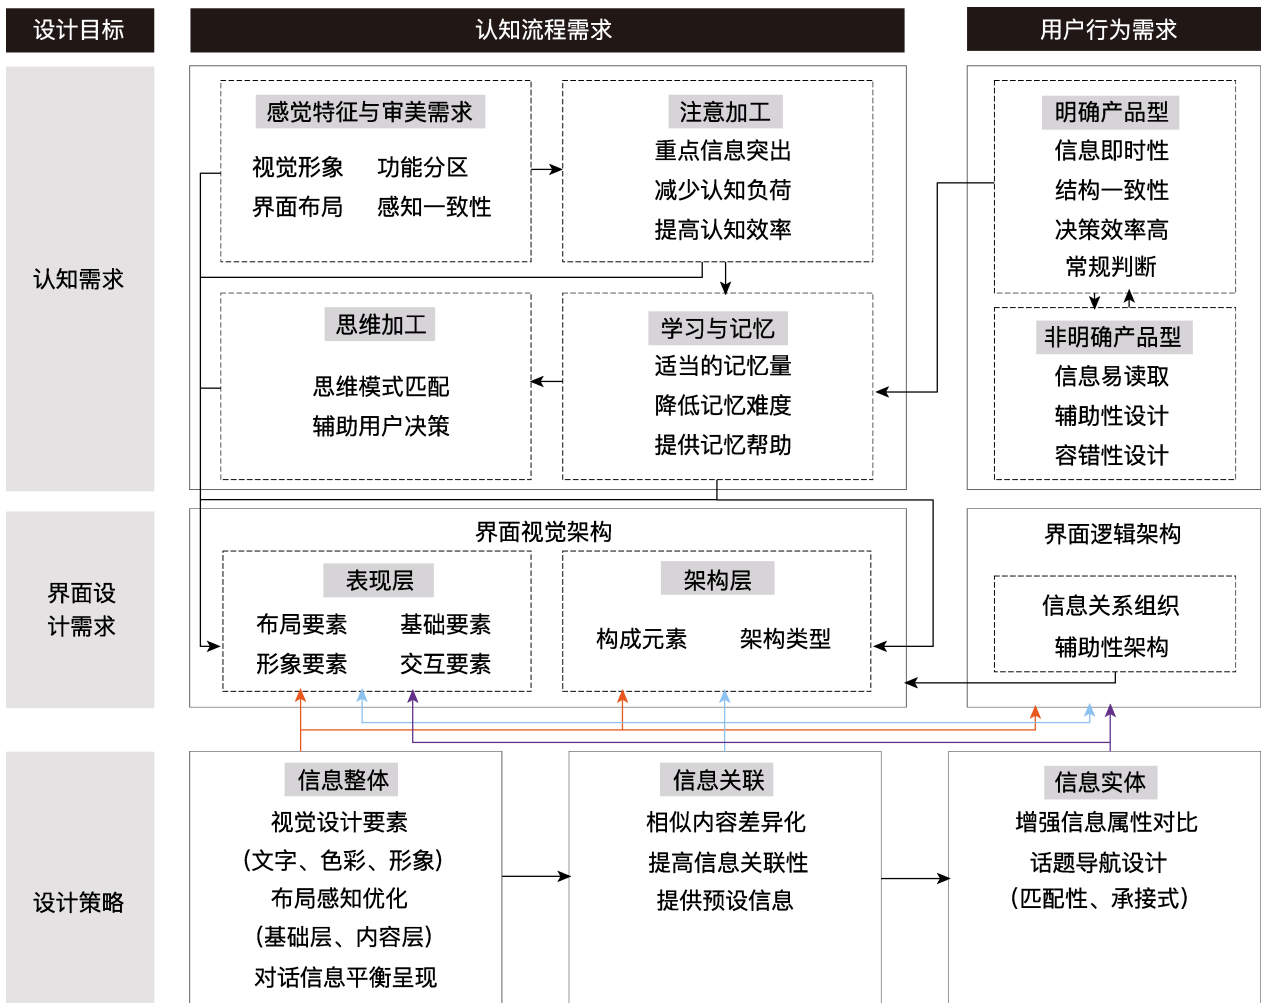 设计目标
认知流程需求
用户行为需求
认知需求
感觉特征与审美需求
视觉形象 功能分区
界面布局 感知一致性
注意加工
重点信息突出
减少认知负荷
提高认知效率
思维加工
思维模式匹配
辅助用户决策
学习与记忆
适当的记忆量
降低记忆难度
提供记忆帮助
明确产品型
信息即时性
结构一致性
决策效率高
常规判断
非明确产品型
信息易读取
辅助性设计
容错性设计
界面设
计需求
界面视觉架构
表现层
布局要素 基础要素
形象要素 交互要素
架构层
构成元素 架构类型
界面逻辑架构
信息关系组织
辅助性架构
设计策略
信息整体
视觉设计要素
(文字、色彩、形象)
布局感知优化
(基础层、内容层)
对话信息平衡呈现
信息关联
相似内容差异化
提高信息关联性
提供预设信息
信息实体
增强信息属性对比
话题导航设计
(匹配性、承接式)